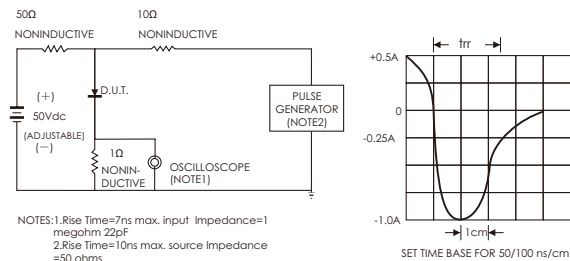 50Ω
NONINDUCTIVE
10Ω
NONINDUCTIVE
(+)
50Vdc
(ADJUSTABLE)
(−)
D.U.T.
1Ω
NONIN-
DUCTIVE
OSCILLOSCOPE
(NOTE1)
PULSE
GENERATOR
(NOTE2)
NOTES:1.Rise Time=7ns max. input Impedance=1
megohm 22pF
2.Rise Time=10ns max. source Impedance
=50 ohms
trr
+0.5A
0
-0.25A
-1.0A
1cm
SET TIME BASE FOR 50/100 ns/cm